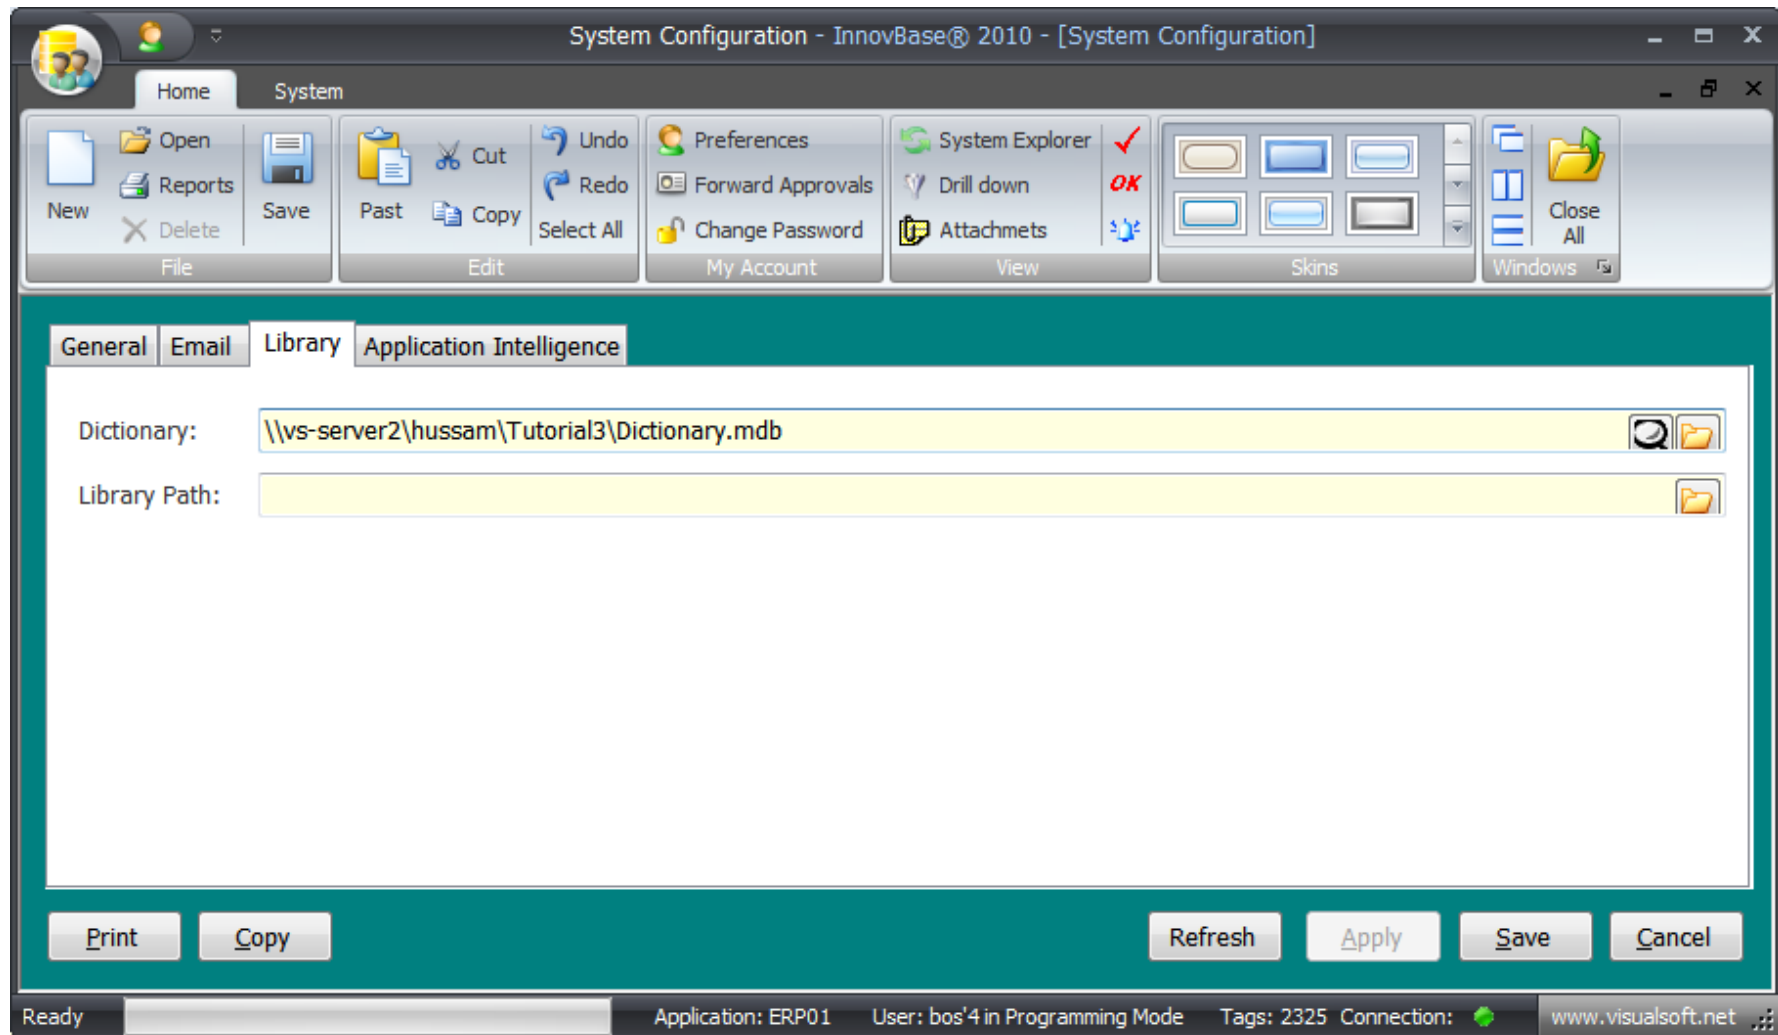 System Configuration - InnovBase® 2010 - [System Configuration]
Home System
New Open Reports Delete Save
File
Past Cut Copy Undo Redo Select All
Edit
Preferences
Forward Approvals
Change Password
My Account
System Explorer
Drill down OK
Attachmets
View
Skins
Close All
Windows
General Email Library Application Intelligence
Dictionary: \\vs-server2\hussam\Tutorial3\Dictionary.mdb
Library Path:
Print Copy Refresh Apply Save Cancel
Ready Application: ERP01 User: bos'4 in Programming Mode Tags: 2325 Connection: www.visualsoft.net